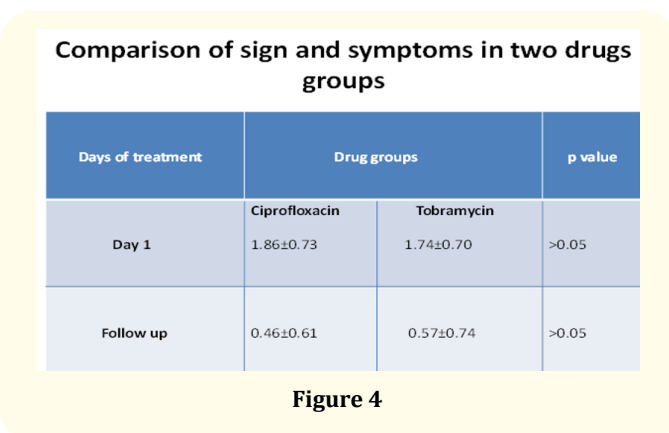 Comparison of sign and symptoms in two drugs
groups
Days of treatment Drug groups p value
Ciprofloxacin Tobramycin
Day 1 1.86±0.73 1.74±0.70 >0.05
Follow up 0.46±0.61 0.57±0.74 >0.05
Figure 4